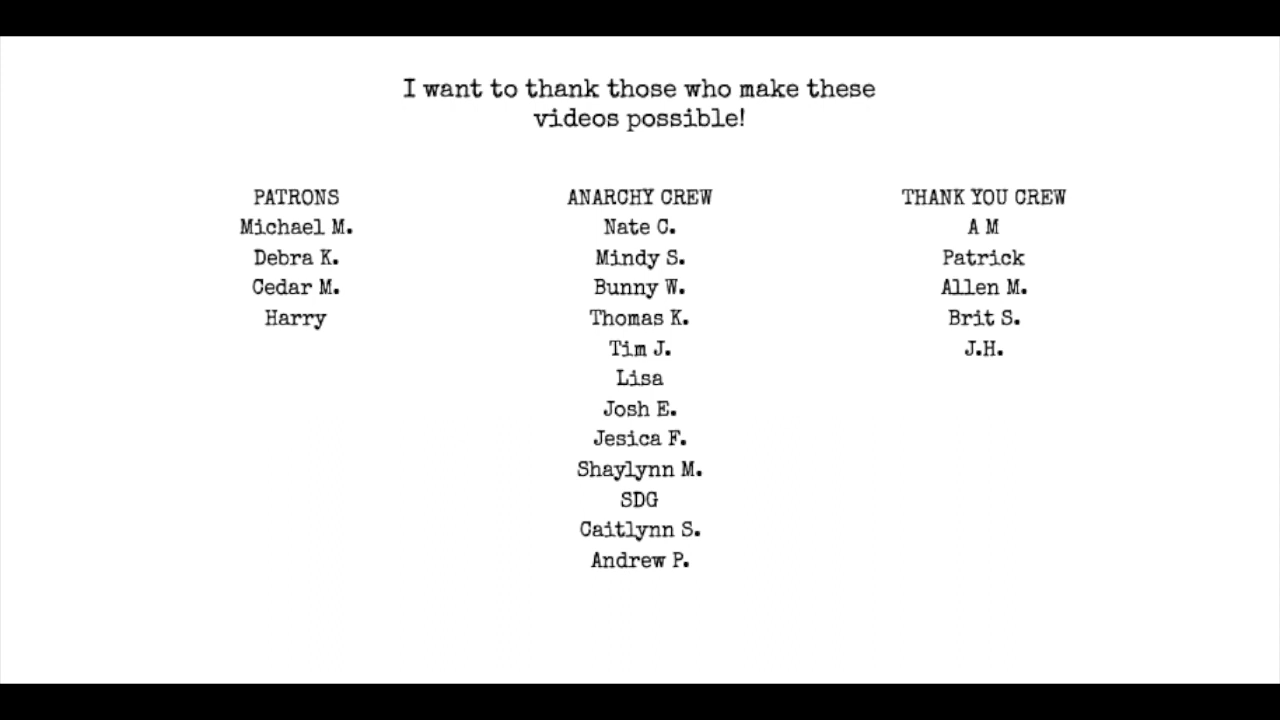 I want to thank those who make these
videos possible!
PATRONS
Michael M.
Debra K.
Cedar M.
Harry
ANARCHY CREW
Nate C.
Mindy S.
Bunny W.
Thomas K.
Tim J.
Lisa
Josh E.
Jesica F.
Shaylynn M.
SDG
Caitlynn S.
Andrew P.
THANK YOU CREW
A M
Patrick
Allen M.
Brit S.
J.H.